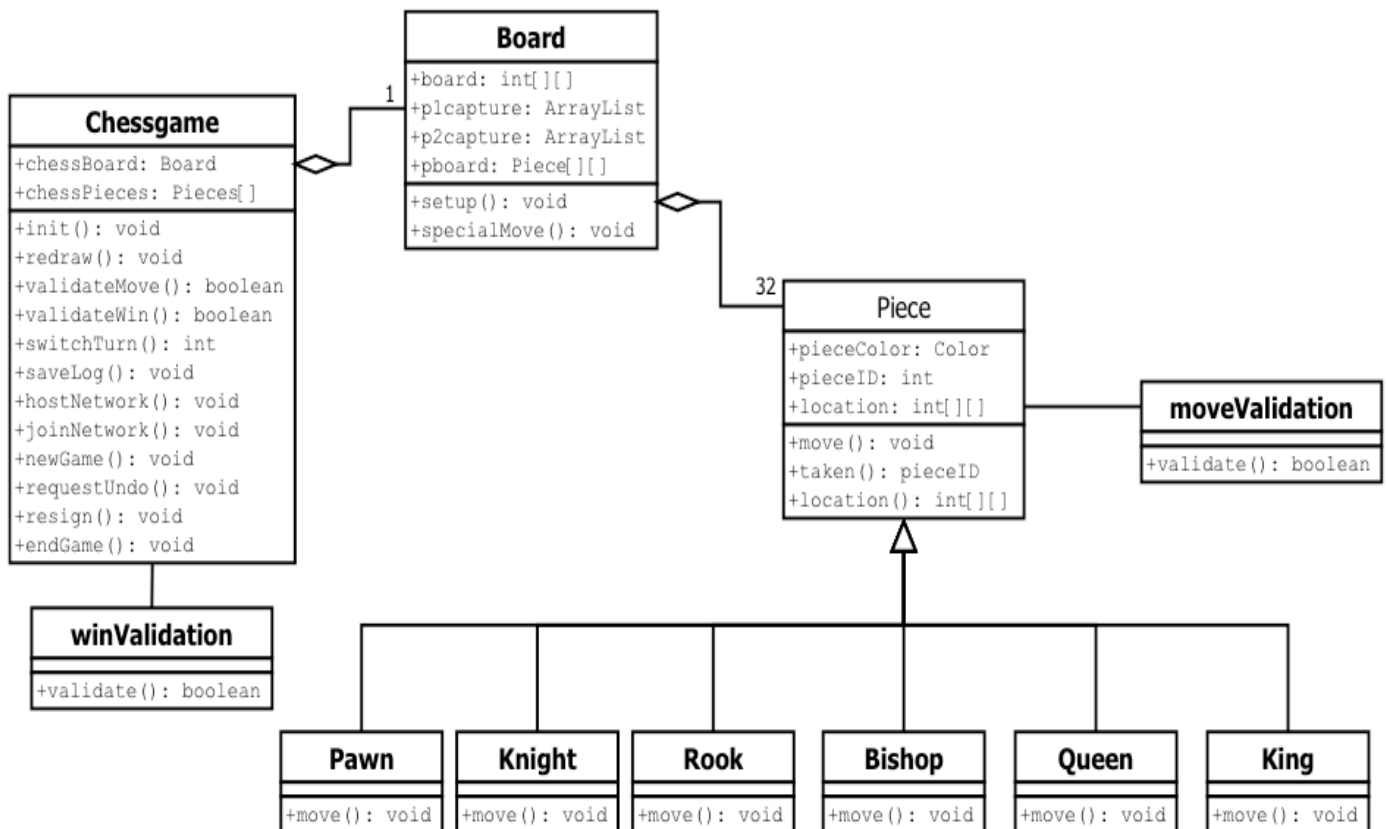 Board
+board: int[][]
+p1capture: ArrayList
+p2capture: ArrayList
+pboard: Piece[][]
+setup(): void
+specialMove(): void
1
Chessgame
+chessBoard: Board
+chessPieces: Pieces[]
+init(): void
+redraw(): void
+validateMove(): boolean
+validateWin(): boolean
+switchTurn(): int
+saveLog(): void
+hostNetwork(): void
+joinNetwork(): void
+newGame(): void
+requestUndo(): void
+resign(): void
+endGame(): void
32
Piece
+pieceColor: Color
+pieceID: int
+location: int[][]
+move(): void
+taken(): pieceID
+location(): int[][]
moveValidation
+validate(): boolean
winValidation
+validate(): boolean
Pawn
+move(): void
Knight
+move(): void
Rook
+move(): void
Bishop
+move(): void
Queen
+move(): void
King
+move(): void